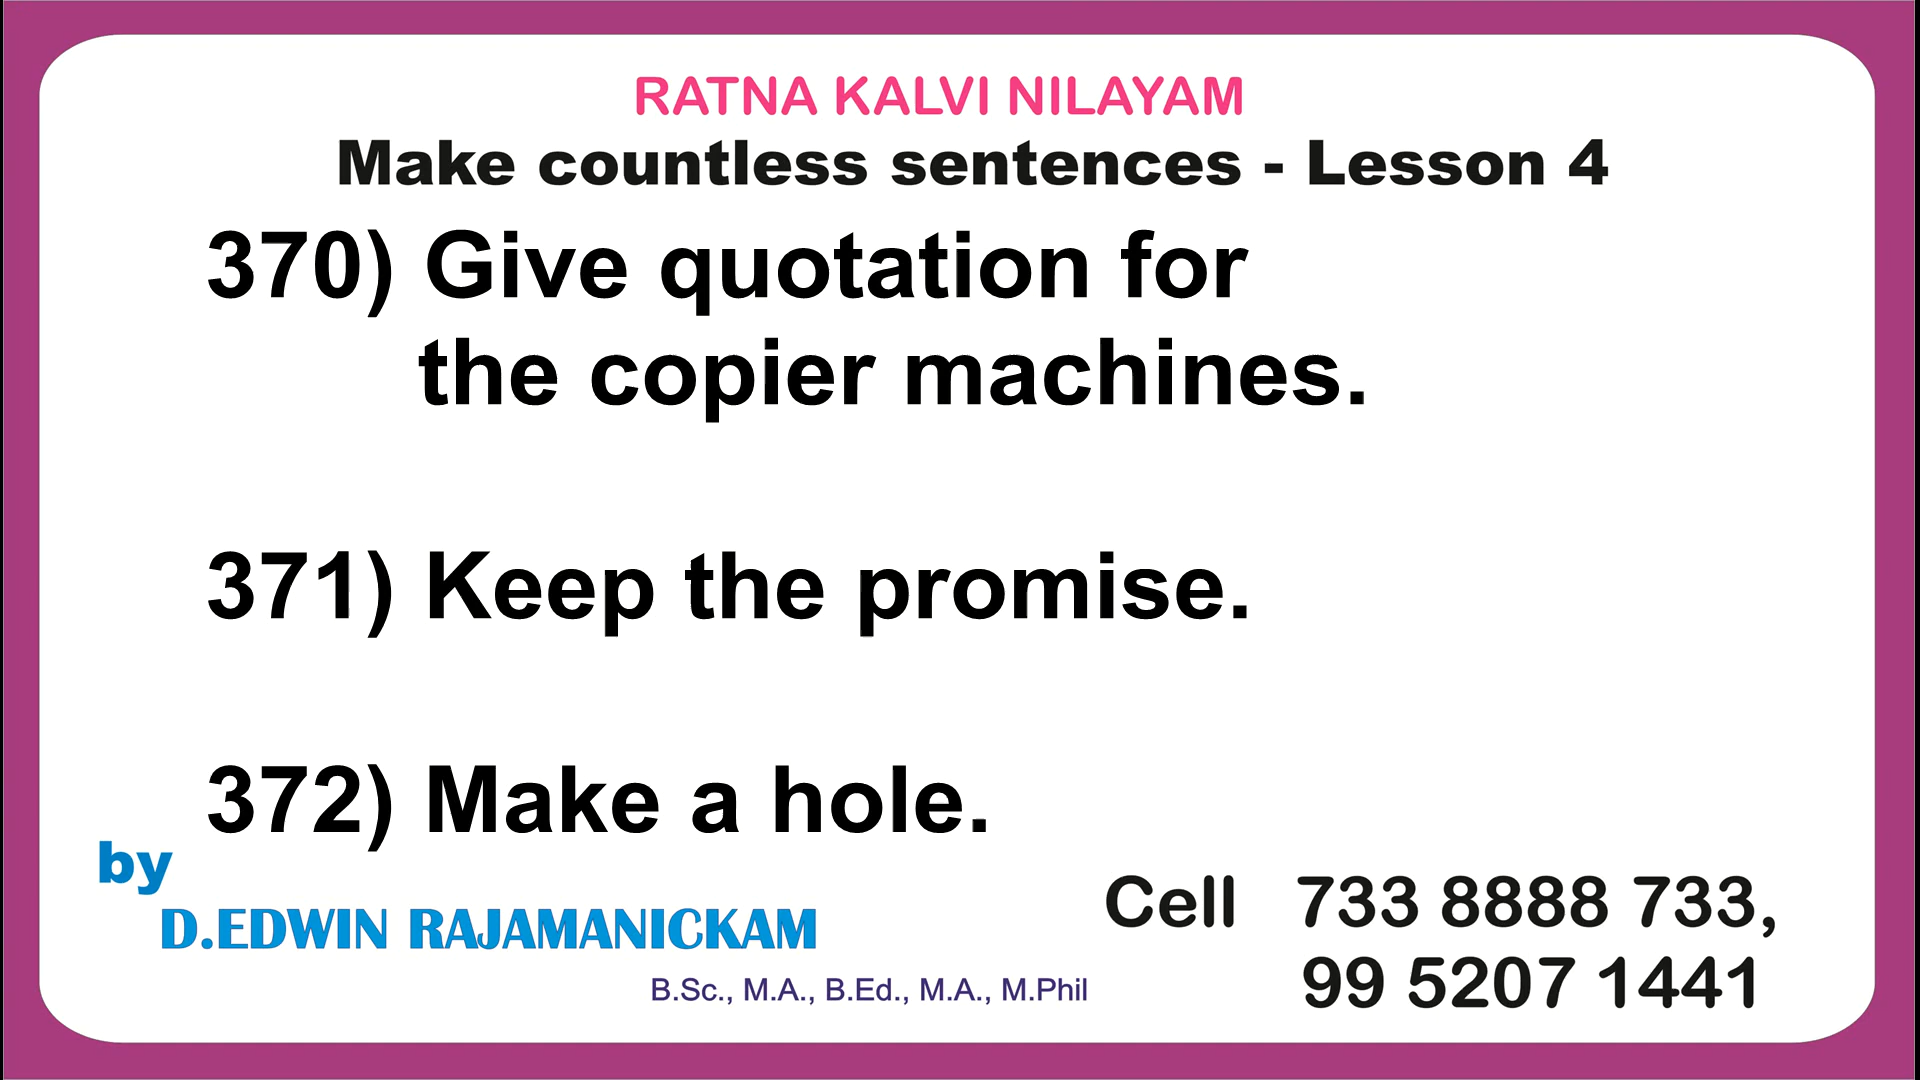 RATNA KALVI NILAYAM
Make countless sentences - Lesson 4
370) Give quotation for
the copier machines.
371) Keep the promise.
372) Make a hole.
by
D.EDWIN RAJAMANICKAM
B.Sc., M.A., B.Ed., M.A., M.Phil
Cell 733 8888 733,
99 5207 1441